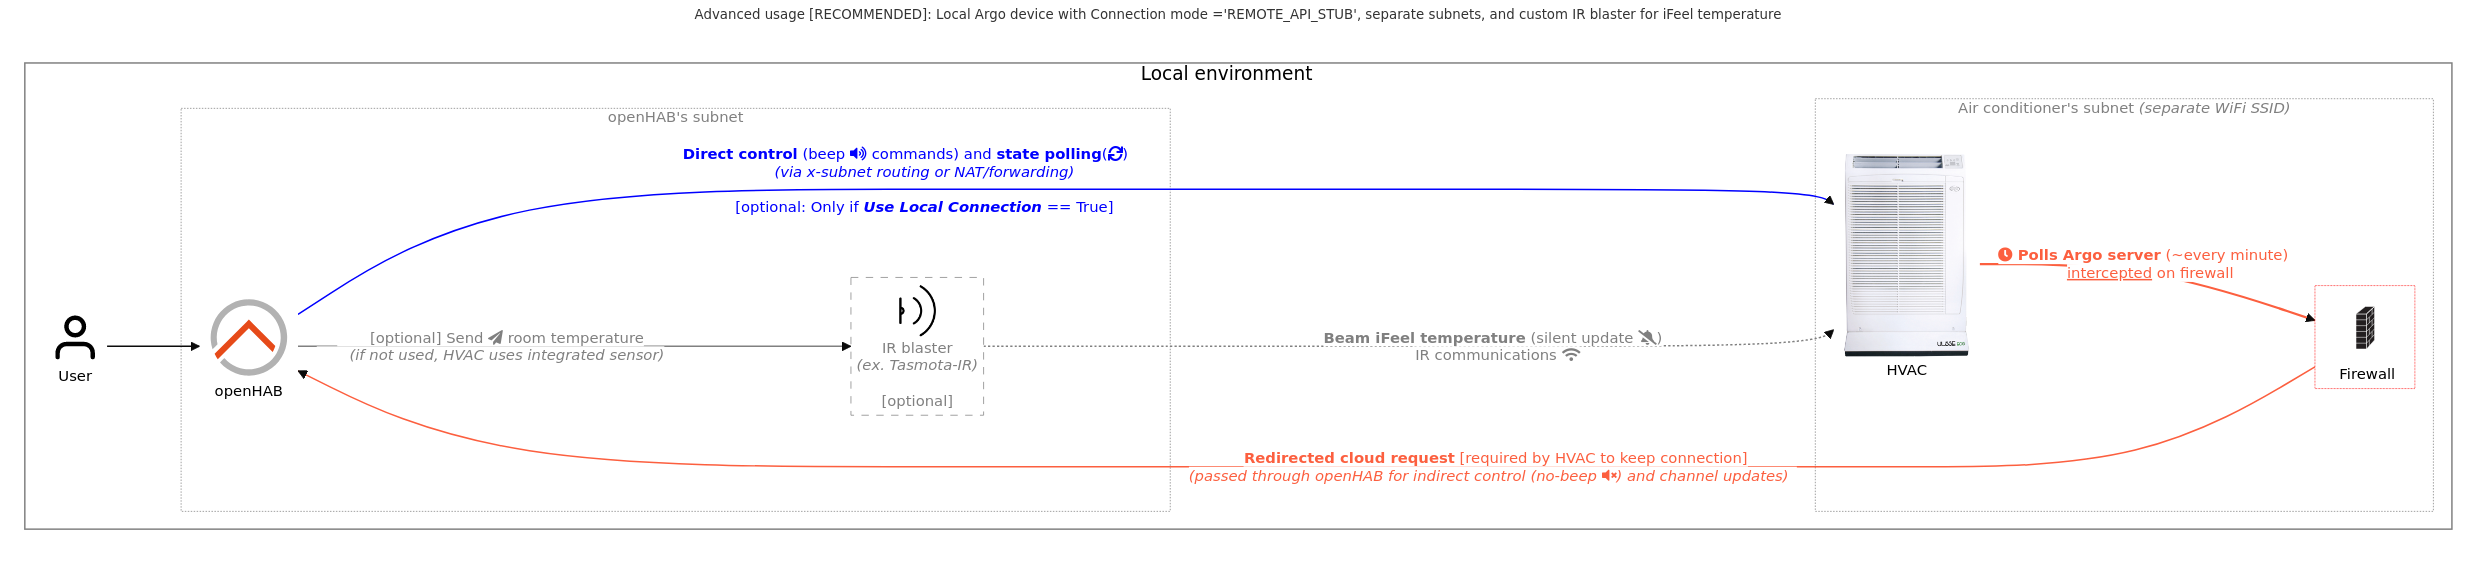 Advanced usage [RECOMMENDED]: Local Argo device with Connection mode ='REMOTE_API_STUB', separate subnets, and custom IR blaster for iFeel temperature
Local environment
openHAB's subnet
Air conditioner's subnet (separate WiFi SSID)
Direct control (beep commands) and state polling()
(via x-subnet routing or NAT/forwarding)
[optional: Only if Use Local Connection == True]
Polls Argo server (~every minute)
intercepted on firewall
[optional] Send room temperature
(if not used, HVAC uses integrated sensor)
IR blaster
(ex. Tasmota-IR)
[optional]
Beam iFeel temperature (silent update )
IR communications
User
openHAB
HVAC
Firewall
Redirected cloud request [required by HVAC to keep connection]
(passed through openHAB for indirect control (no-beep ) and channel updates)